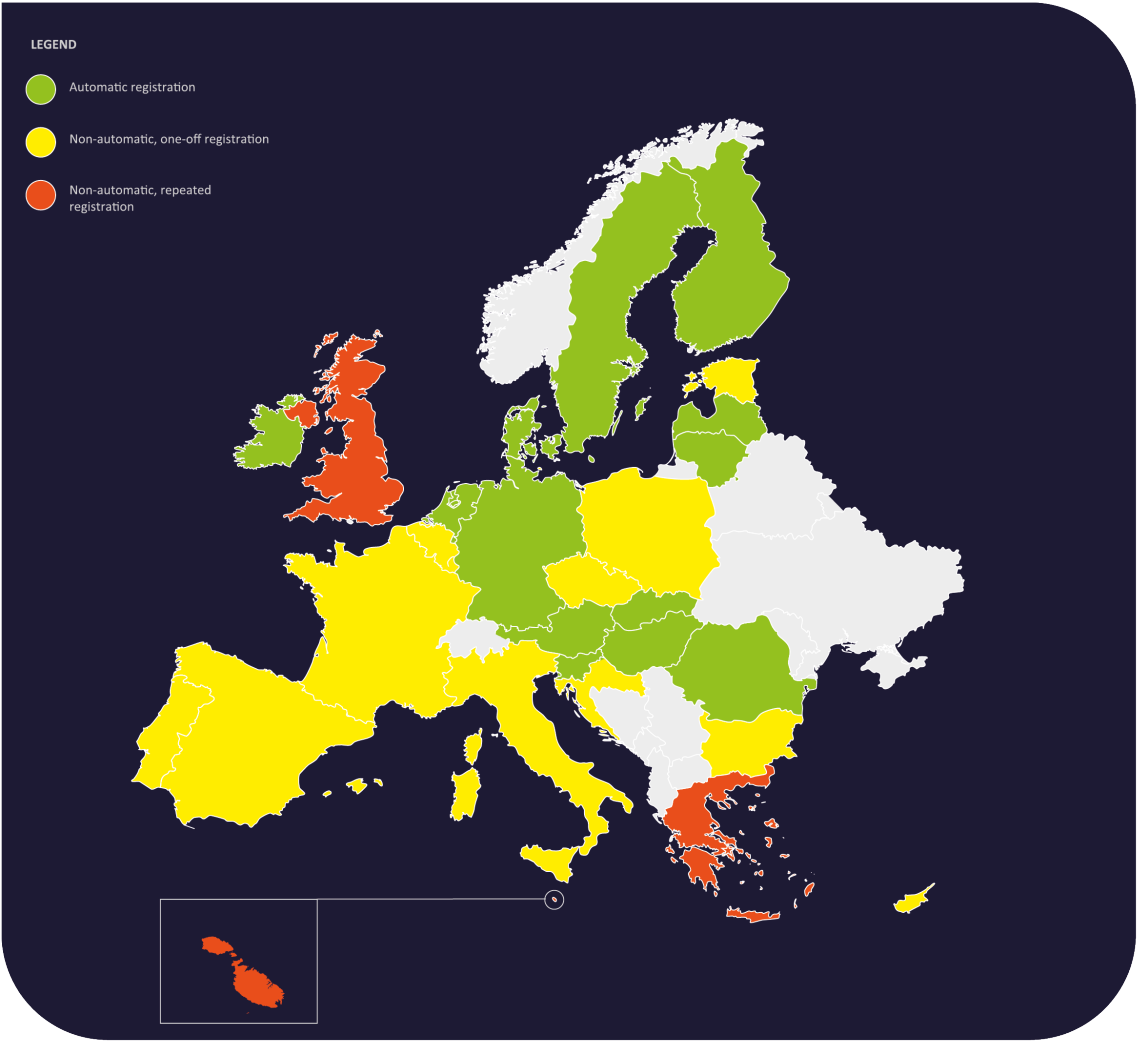 LEGEND
Automatic registration
Non-automatic, one-off registration
Non-automatic, repeated
registration